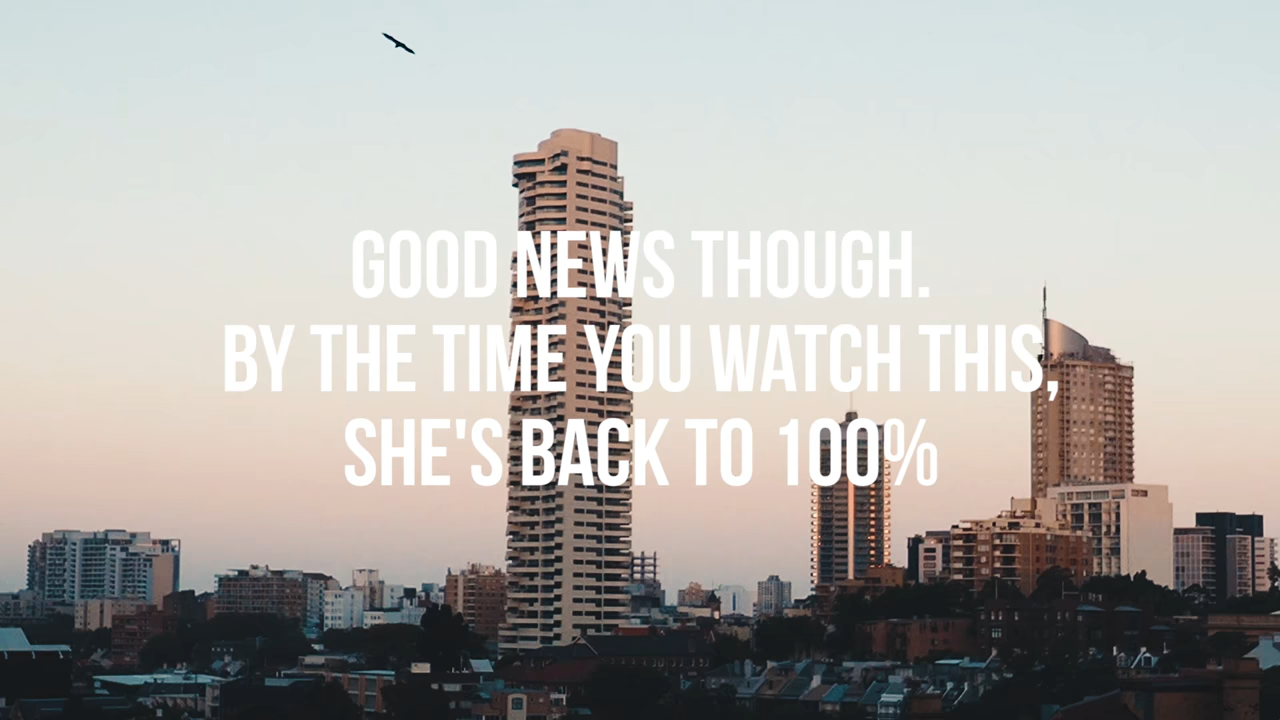 GOOD NEWS THOUGH.
BY THE TIME YOU WATCH THIS,
SHE'S BACK TO 100%